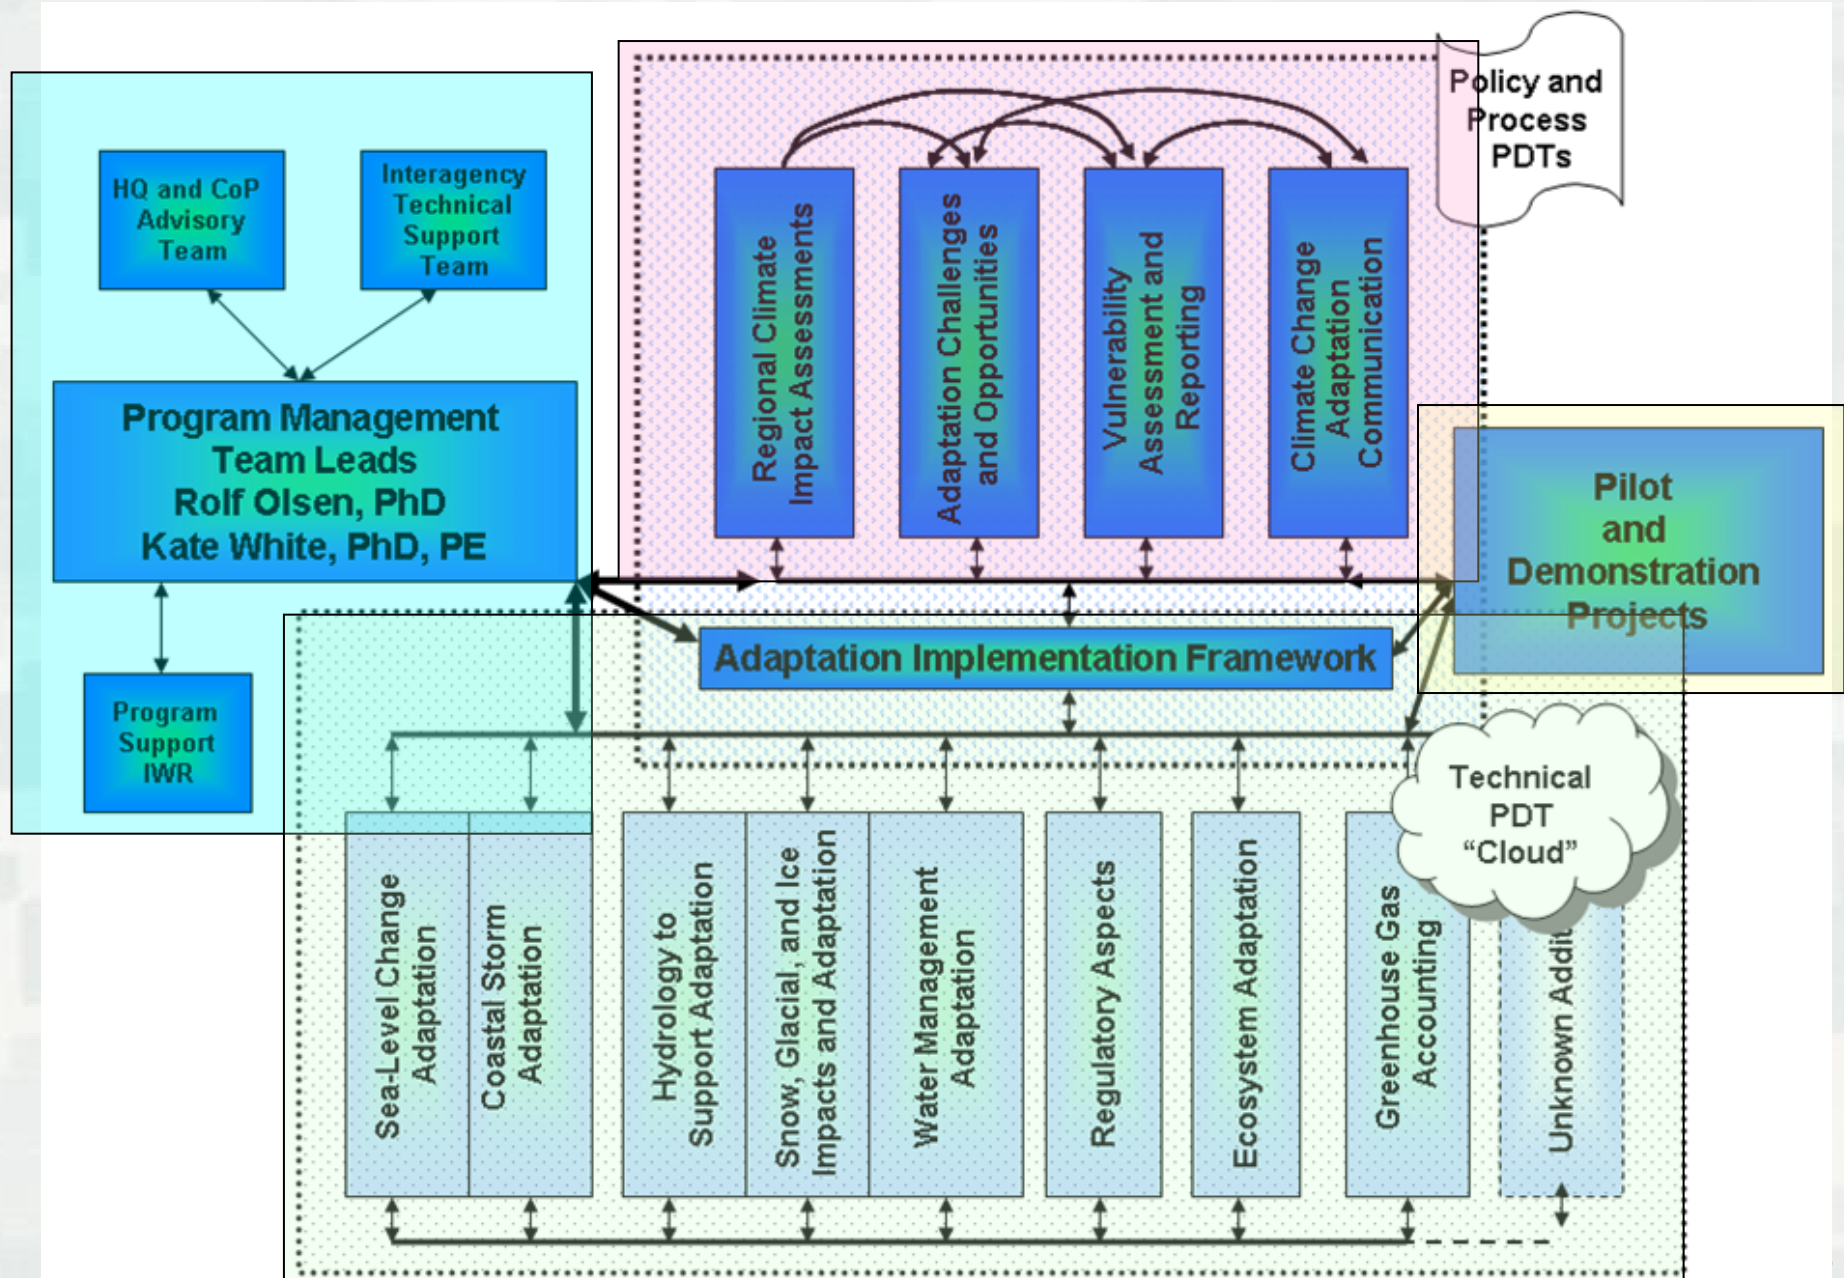 HQ and CoP
Advisory
Team
Interagency
Technical
Support
Team
Program Management
Team Leads
Rolf Olsen, PhD
Kate White, PhD, PE
Program
Support
IWR
Policy and
Process
PDTs
Regional Climate
Impact Assessments
Adaptation Challenges
and Opportunities
Vulnerability
Assessment and
Reporting
Climate Change
Adaptation
Communication
Pilot
and
Demonstration
Projects
Adaptation Implementation Framework
Technical
PDT
“Cloud”
Sea-Level Change
Adaptation
Coastal Storm
Adaptation
Hydrology to
Support Adaptation
Snow, Glacial, and Ice
Impacts and Adaptation
Water Management
Adaptation
Regulatory Aspects
Ecosystem Adaptation
Greenhouse Gas
Accounting
Unknown Addit